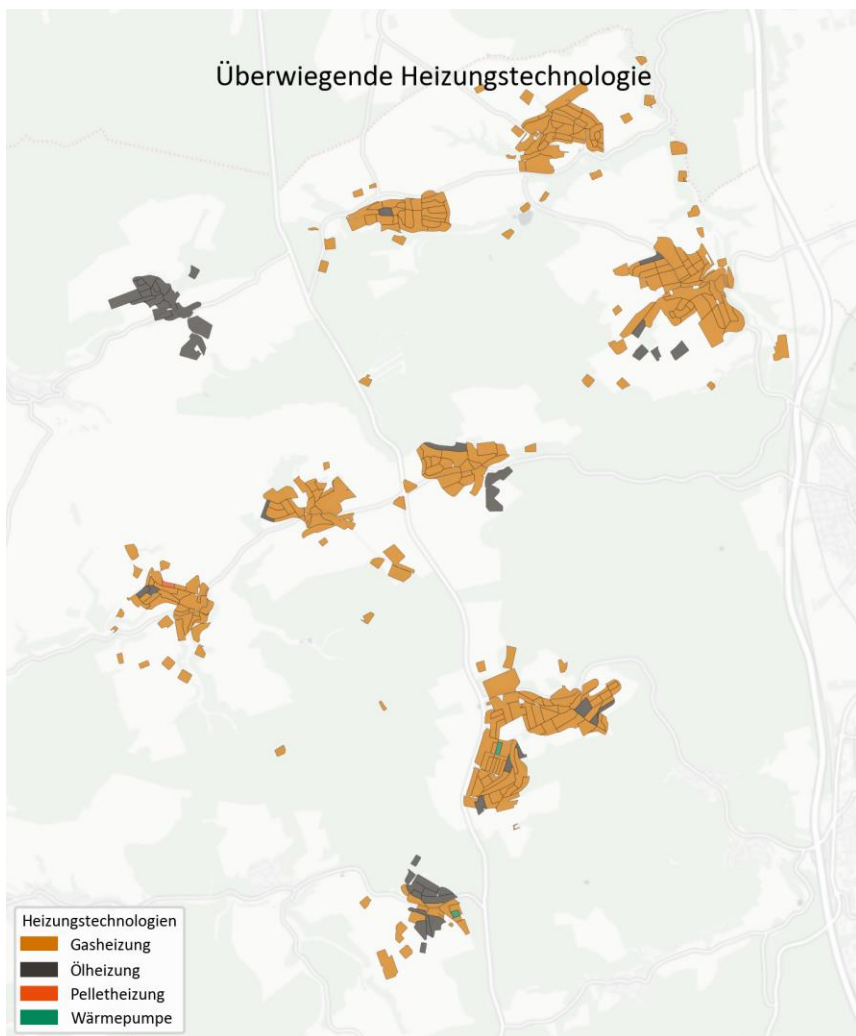 Überwiegende Heizungstechnologie
Heizungstechnologien
Gasheizung
Ölheizung
Pelletheizung
Wärmepumpe